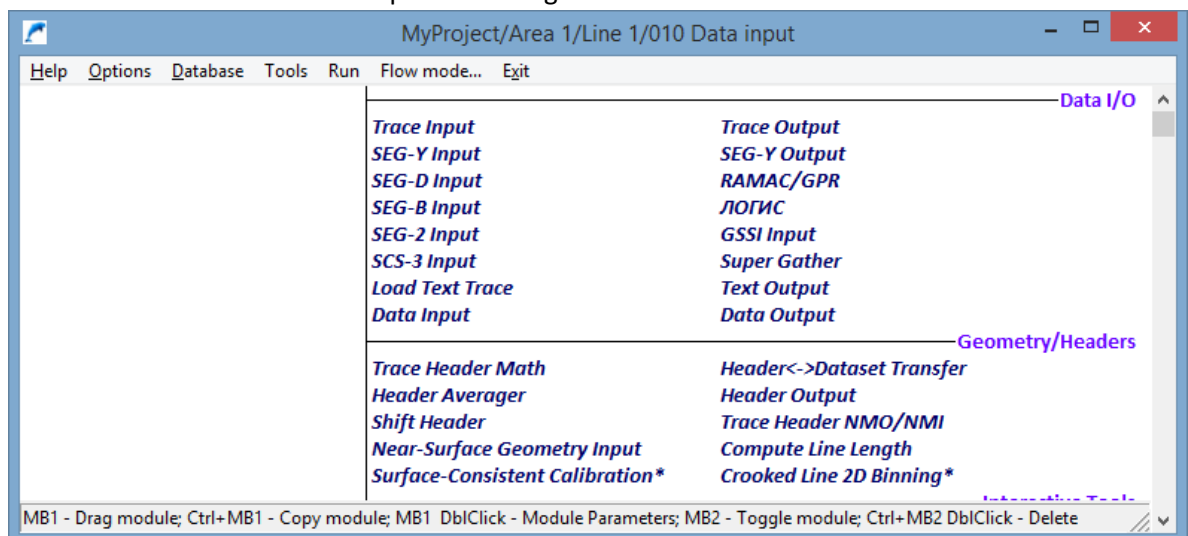 MyProject/Area 1/Line 1/010 Data input
Help Options Database Tools Run Flow mode... Exit
Data I/O
Trace Input Trace Output
SEG-Y Input SEG-Y Output
SEG-D Input RAMAC/GPR
SEG-B Input ЛОГИС
SEG-2 Input GSSI Input
SCS-3 Input Super Gather
Load Text Trace Text Output
Data Input Data Output
Geometry/Headers
Trace Header Math Header<->Dataset Transfer
Header Averager Header Output
Shift Header Trace Header NMO/NMI
Near-Surface Geometry Input Compute Line Length
Surface-Consistent Calibration* Crooked Line 2D Binning*
Interactive Tools
MB1 - Drag module; Ctrl+MB1 - Copy module; MB1 DblClick - Module Parameters; MB2 - Toggle module; Ctrl+MB2 DblClick - Delete